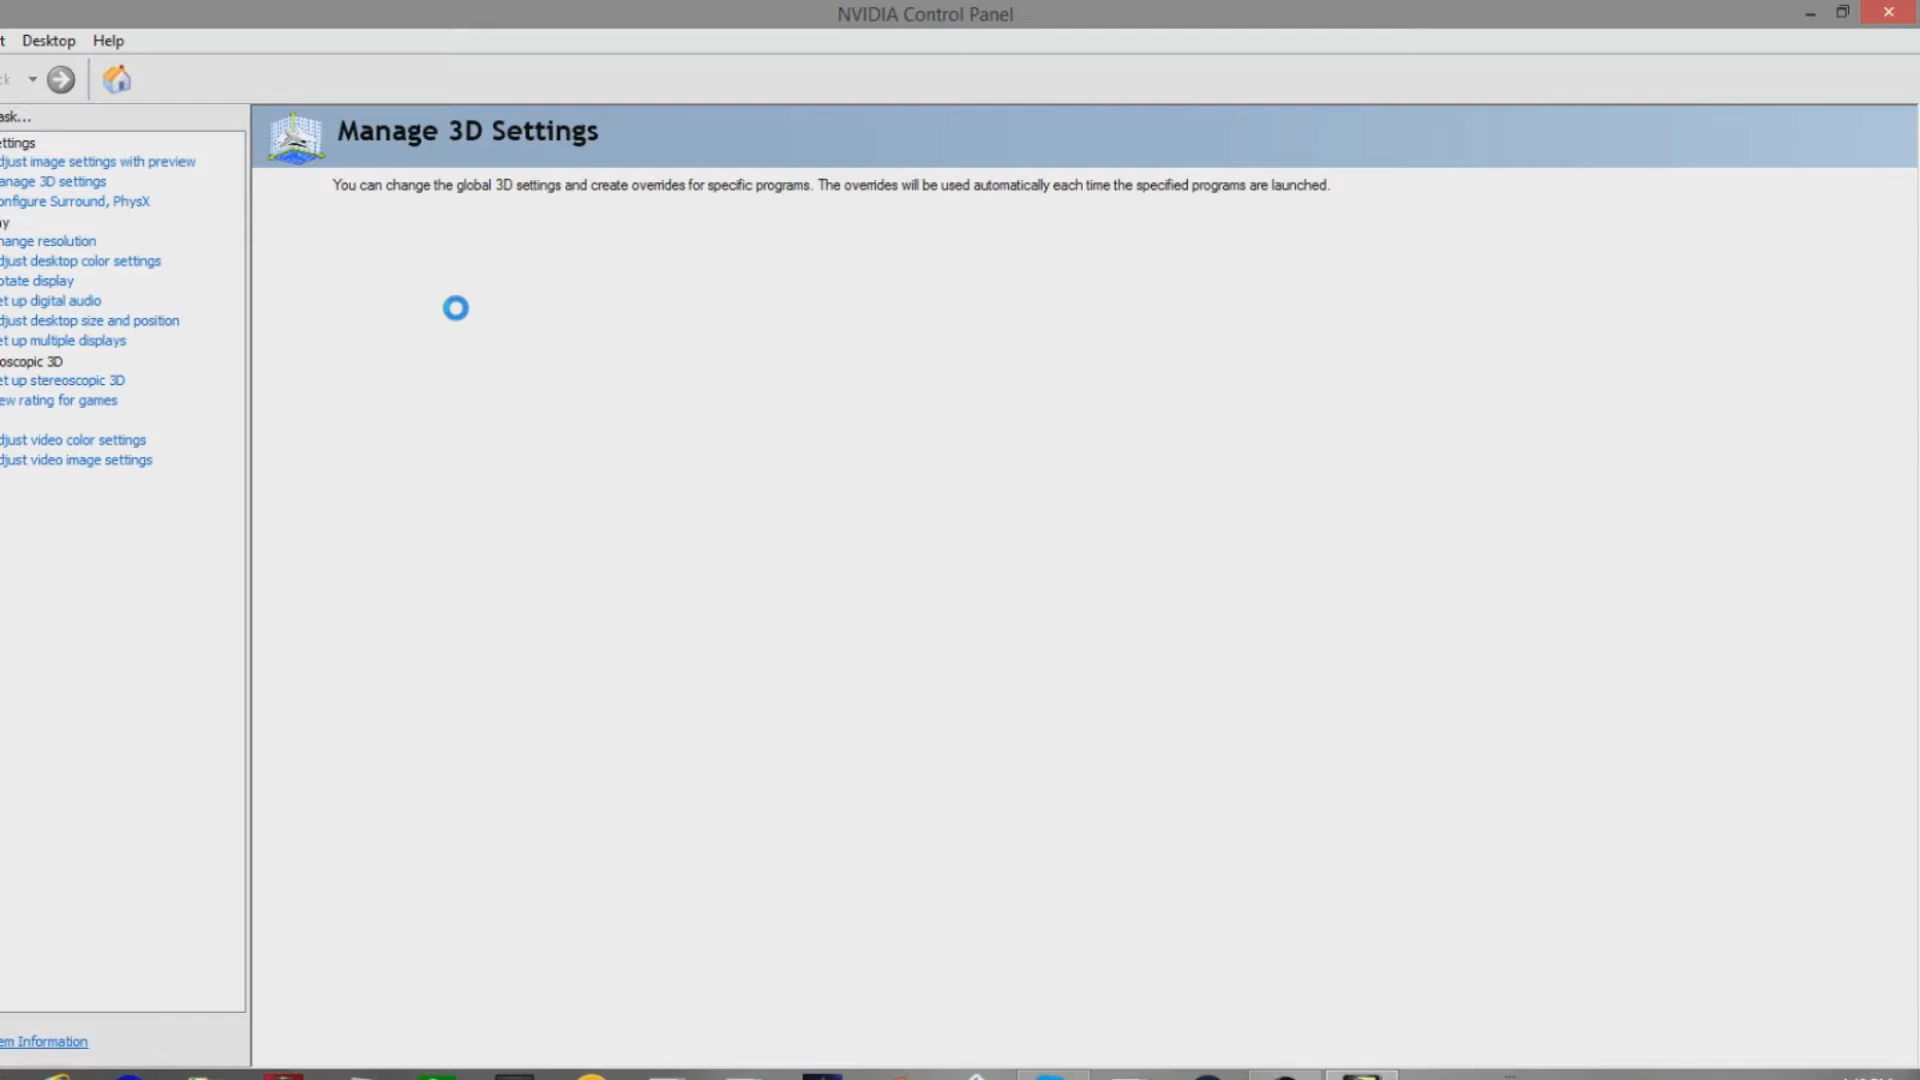 NVIDIA Control Panel
t Desktop Help
ck
ask...
ettings
djust image settings with preview
anage 3D settings
onfigure Surround, PhysX
ay
hange resolution
djust desktop color settings
otate display
et up digital audio
djust desktop size and position
et up multiple displays
oscopic 3D
et up stereoscopic 3D
ew rating for games
djust video color settings
djust video image settings
em Information
Manage 3D Settings
You can change the global 3D settings and create overrides for specific programs. The overrides will be used automatically each time the specified programs are launched.